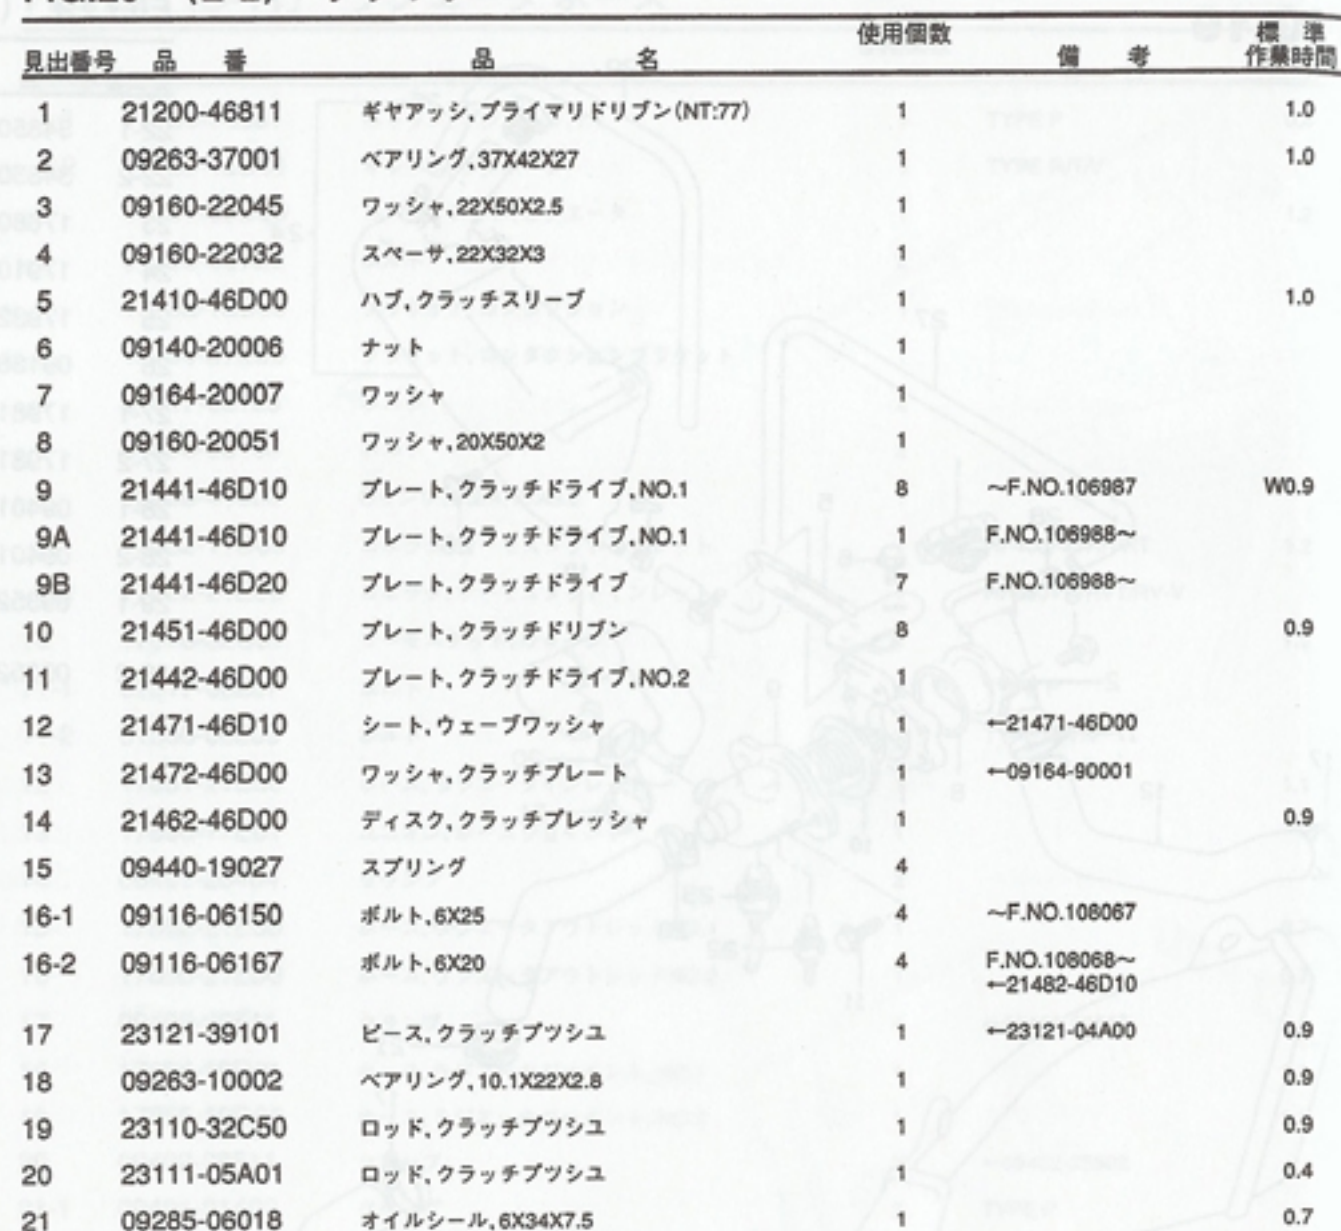 使用個数 標準
見出番号 品番 品名 備考 作業時間
1 21200-46811 ギヤアッシ,プライマリドリブン(NT:77) 1 1.0
2 09263-37001 ベアリング,37X42X27 1 1.0
3 09160-22045 ワッシャ,22X50X2.5 1
4 09160-22032 スペーサ,22X32X3 1
5 21410-46D00 ハブ,クラッチスリーブ 1 1.0
6 09140-20006 ナット 1
7 09164-20007 ワッシャ 1
8 09160-20051 ワッシャ,20X50X2 1
9 21441-46D10 プレート,クラッチドライブ,NO.1 8 ～F.NO.106987 W0.9
9A 21441-46D10 プレート,クラッチドライブ,NO.1 1 F.NO.106988～
9B 21441-46D20 プレート,クラッチドライブ 7 F.NO.106988～
10 21451-46D00 プレート,クラッチドリブン 8 0.9
11 21442-46D00 プレート,クラッチドライブ,NO.2 1
12 21471-46D10 シート,ウェーブワッシャ 1 ←21471-46D00
13 21472-46D00 ワッシャ,クラッチプレート 1 ←09164-90001
14 21462-46D00 ディスク,クラッチプレッシャ 1 0.9
15 09440-19027 スプリング 4
16-1 09116-06150 ボルト,6X25 4 ～F.NO.108067
16-2 09116-06167 ボルト,6X20 4 F.NO.108068～
←21482-46D10
17 23121-39101 ピース,クラッチプツシユ 1 ←23121-04A00 0.9
18 09263-10002 ベアリング,10.1X22X2.8 1 0.9
19 23110-32C50 ロッド,クラッチプツシユ 1 0.9
20 23111-05A01 ロッド,クラッチプツシユ 1 0.4
21 09285-06018 オイルシール,6X34X7.5 1 0.7